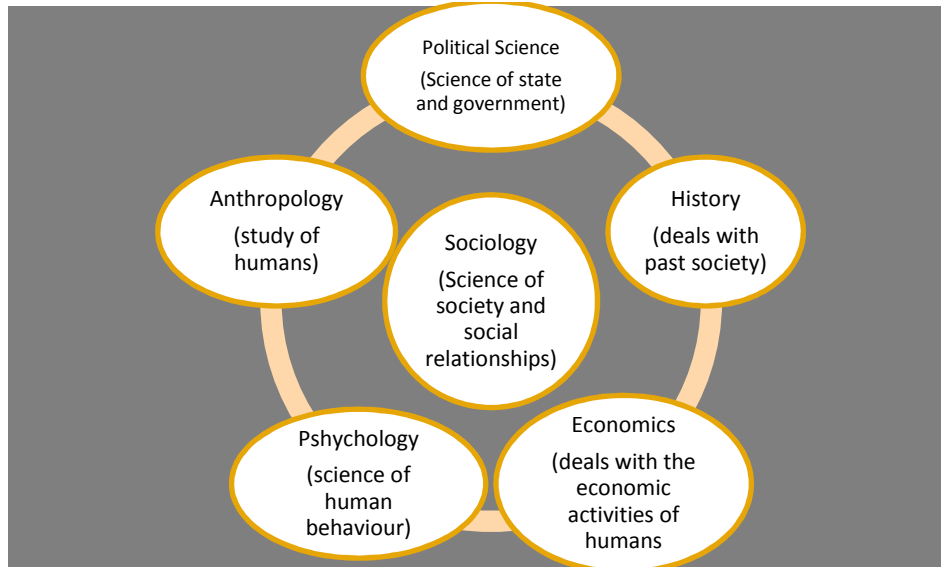 Political Science
(Science of state
and government)
Anthropology
(study of
humans)
History
(deals with
past society)
Sociology
(Science of
society and
social
relationships)
Pshychology
(science of
human
behaviour)
Economics
(deals with the
economic
activities of
humans